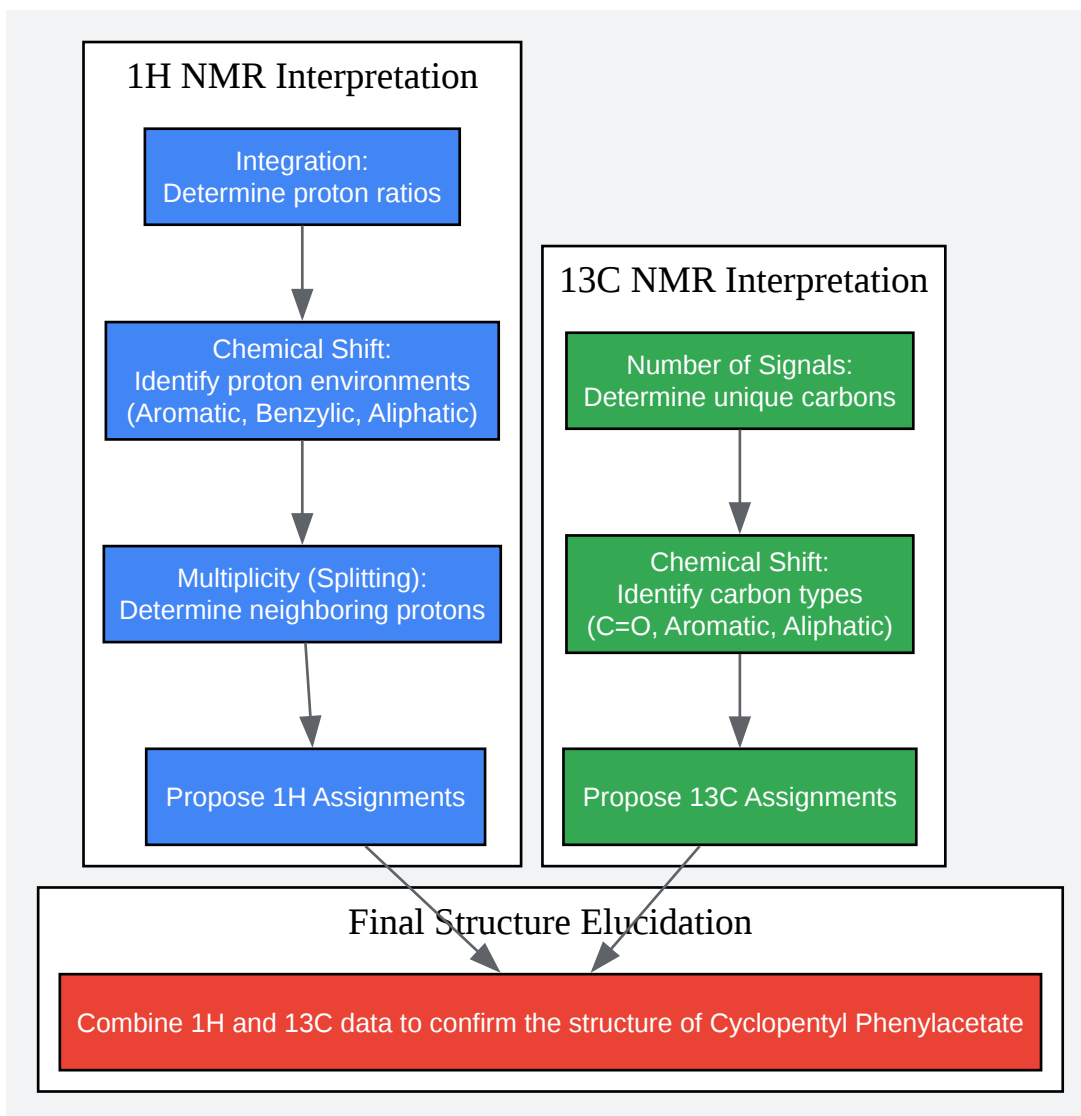 1H NMR Interpretation
Integration:
Determine proton ratios
Chemical Shift:
Identify proton environments
(Aromatic, Benzylic, Aliphatic)
Multiplicity (Splitting):
Determine neighboring protons
Propose 1H Assignments
13C NMR Interpretation
Number of Signals:
Determine unique carbons
Chemical Shift:
Identify carbon types
(C=O, Aromatic, Aliphatic)
Propose 13C Assignments
Final Structure Elucidation
Combine 1H and 13C data to confirm the structure of Cyclopentyl Phenylacetate